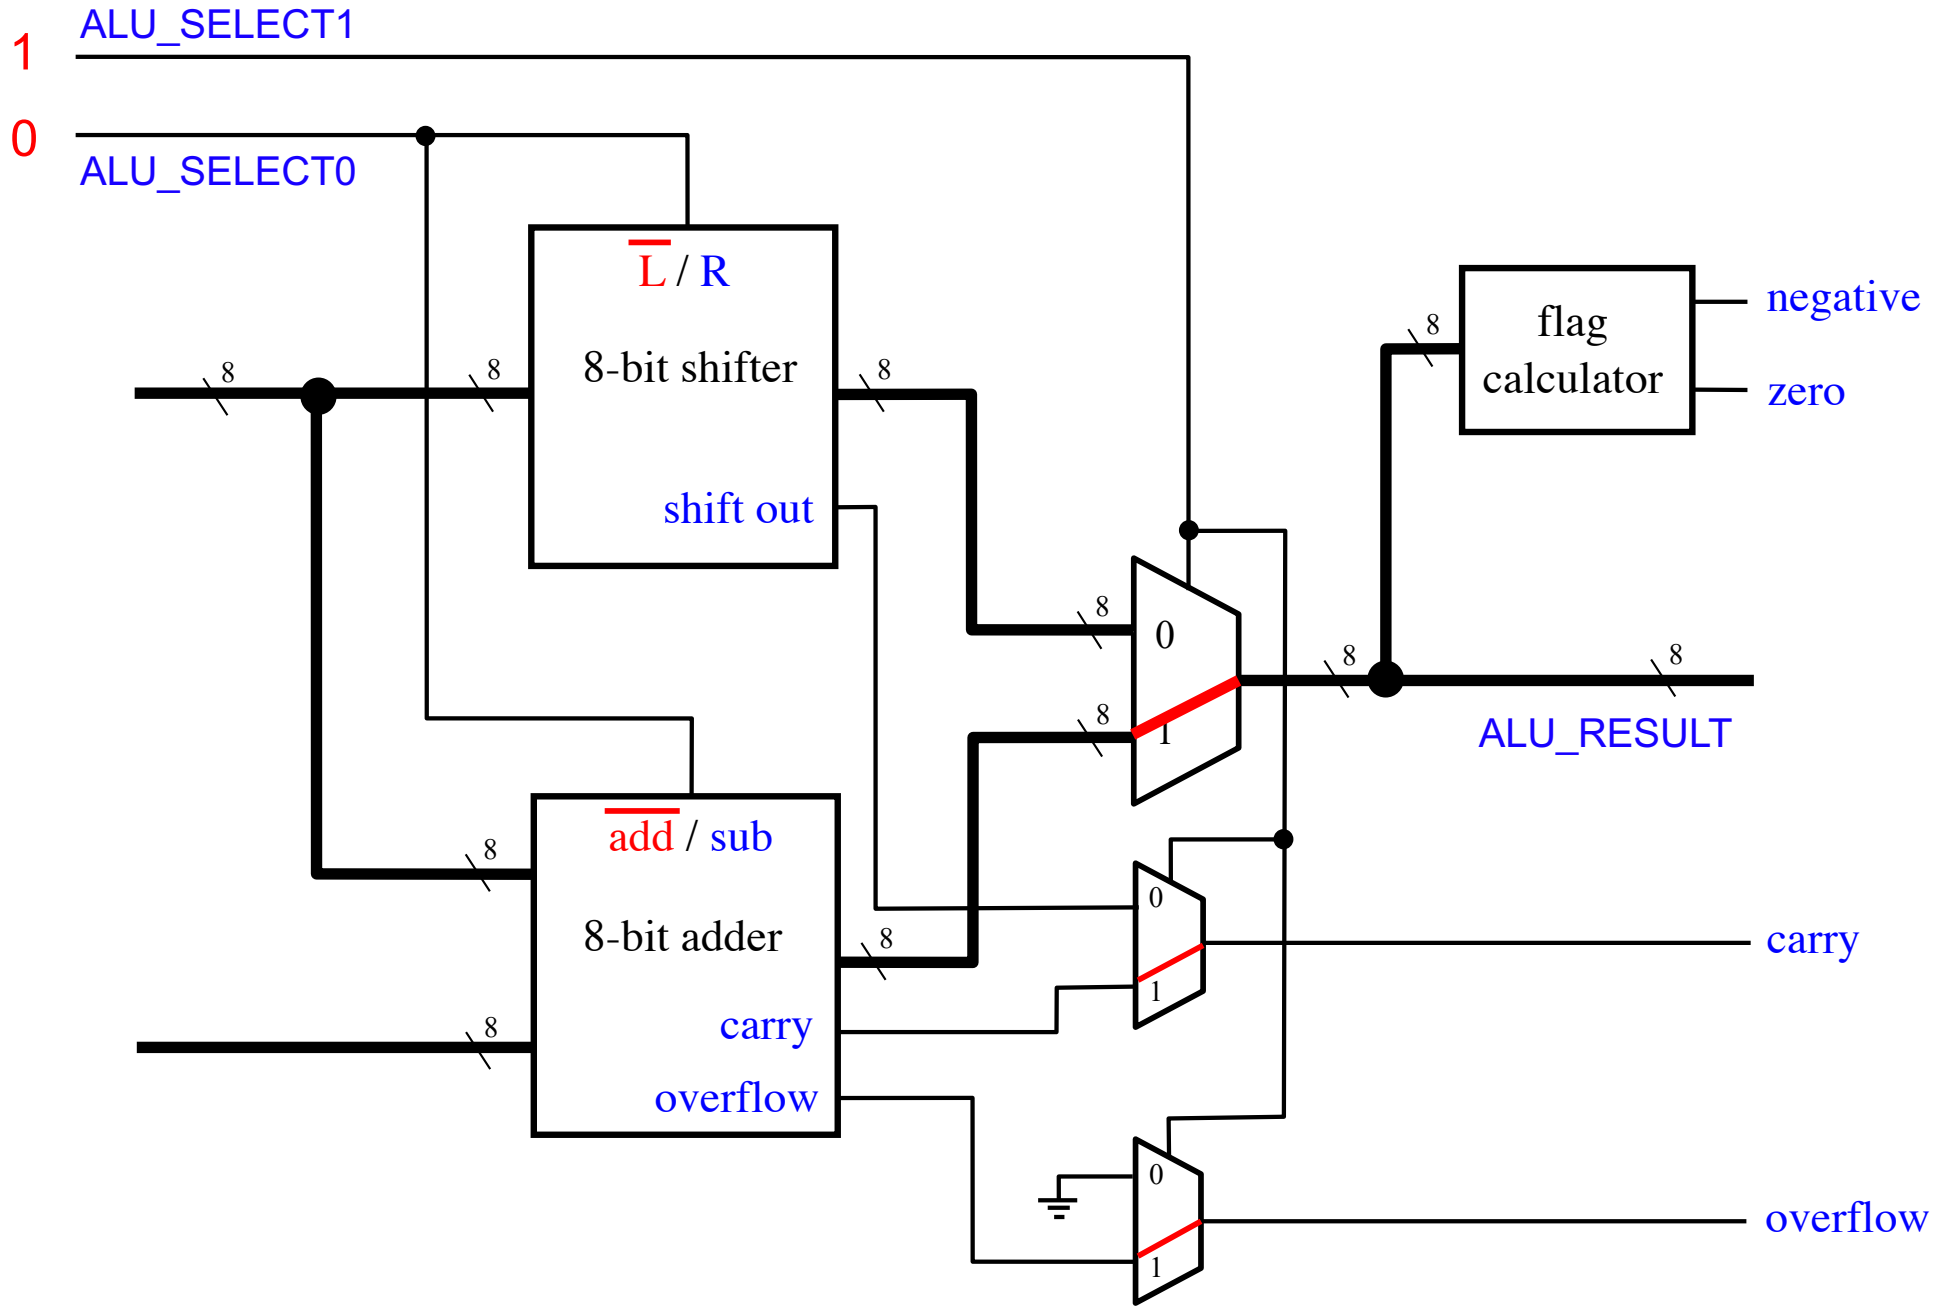 ALU_SELECT1
1
0
ALU_SELECT0
L / R
8-bit shifter
shift out
8
8
8
flag
calculator
negative
zero
8
8
0
8
1
8
8
ALU_RESULT
add / sub
8-bit adder
carry
overflow
8
8
8
0
1
carry
0
1
overflow